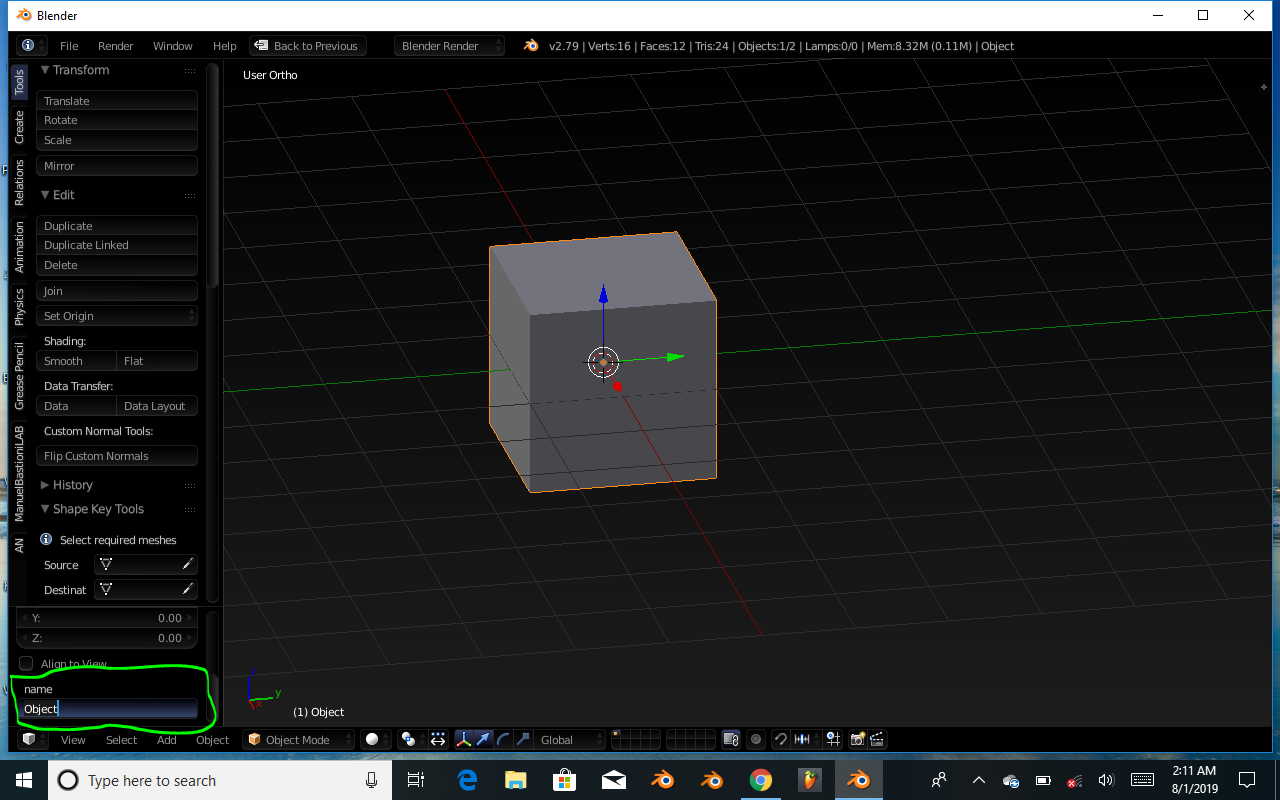 Blender
File Render Window Help Back to Previous Blender Render v2.79 | Verts:16 | Faces:12 | Tris:24 | Objects:1/2 | Lamps:0/0 | Mem:8.32M (0.11M) | Object
Tools
Create
Relations
Animation
Physics
Grease Pencil
ManuelBastioniLAB
AN
Transform
Translate
Rotate
Scale
Mirror
Edit
Duplicate
Duplicate Linked
Delete
Join
Set Origin
Shading:
Smooth Flat
Data Transfer:
Data Data Layout
Custom Normal Tools:
Flip Custom Normals
History
Shape Key Tools
Select required meshes
Source
Destinat
Y: 0.00
Z: 0.00
Align to View
name
Object
User Ortho
y
x
(1) Object
View Select Add Object Object Mode Global
Type here to search
2:11 AM
8/1/2019